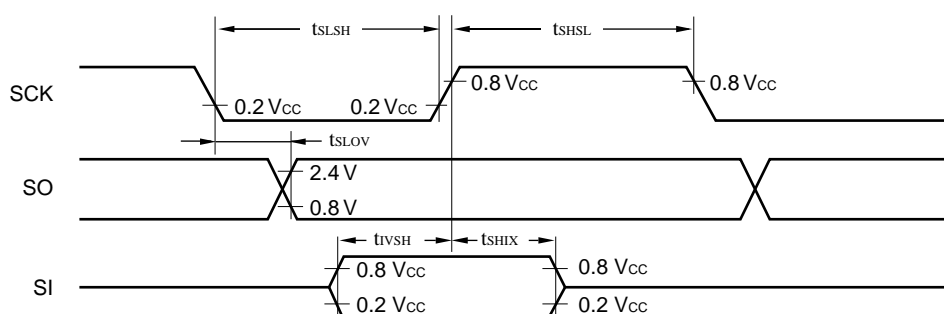 tSLSH tSHSL
SCK 0.2 VCC 0.2 VCC 0.8 VCC 0.8 VCC
tSLOV
SO 2.4 V
0.8 V
tIVSH tSHIX
0.8 VCC 0.8 VCC
SI
0.2 VCC 0.2 VCC